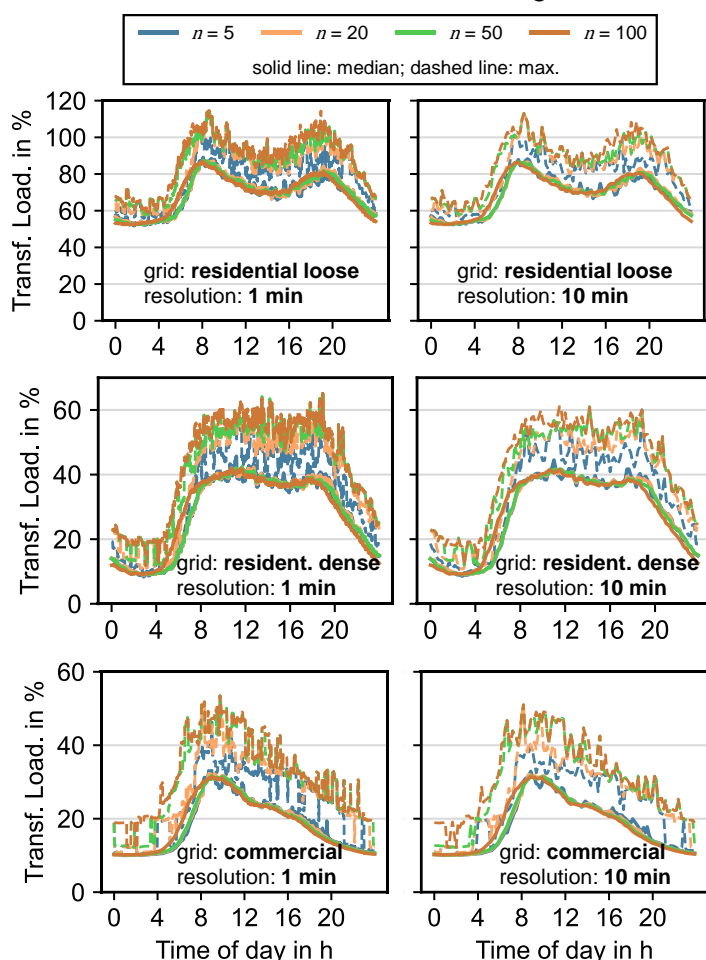 n = 5 n = 20 n = 50 n = 100
solid line: median; dashed line: max.
120
100
80
60
40
20
0
Transf. Load. in %
grid: residential loose
resolution: 1 min
0 4 8 12 16 20
grid: residential loose
resolution: 10 min
0 4 8 12 16 20
60
40
20
0
Transf. Load. in %
grid: resident. dense
resolution: 1 min
0 4 8 12 16 20
grid: resident. dense
resolution: 10 min
0 4 8 12 16 20
60
40
20
0
Transf. Load. in %
grid: commercial
resolution: 1 min
0 4 8 12 16 20
Time of day in h
grid: commercial
resolution: 10 min
0 4 8 12 16 20
Time of day in h